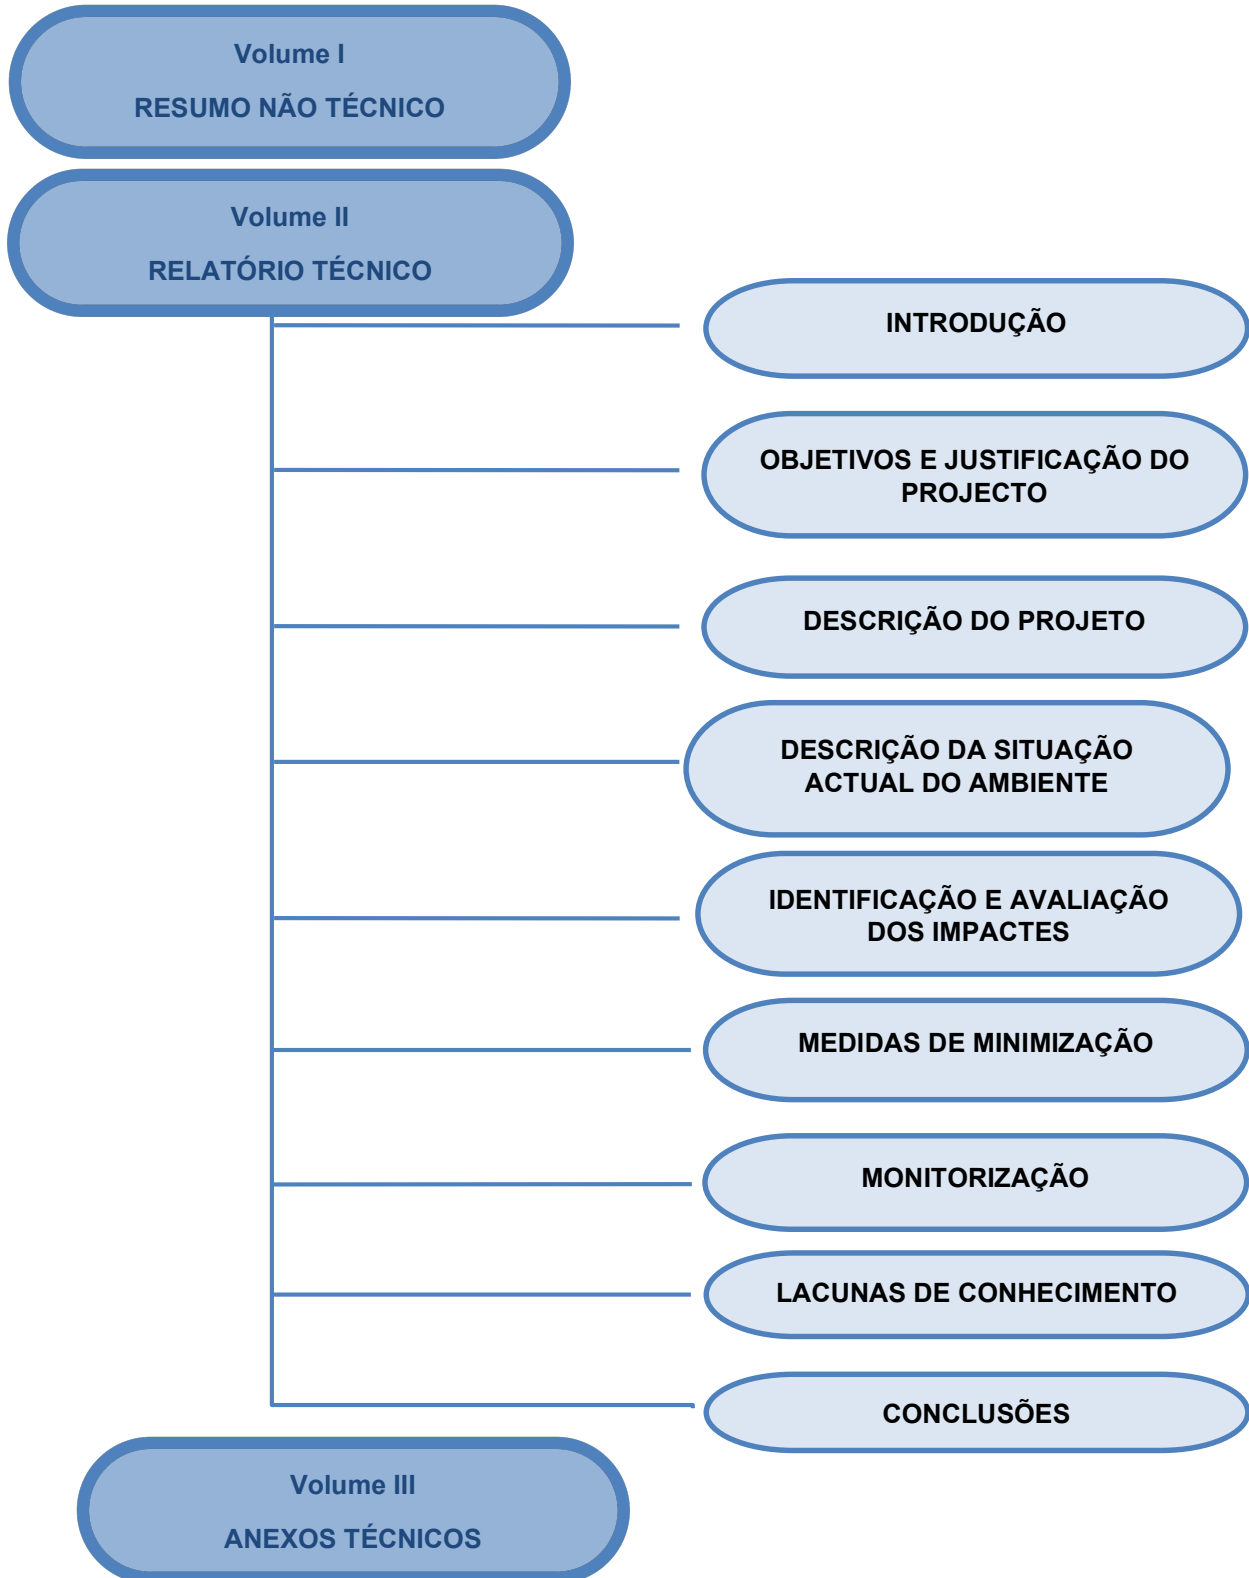 Volume I
RESUMO NÃO TÉCNICO
Volume II
RELATÓRIO TÉCNICO
INTRODUÇÃO
OBJETIVOS E JUSTIFICAÇÃO DO
PROJECTO
DESCRIÇÃO DO PROJETO
DESCRIÇÃO DA SITUAÇÃO
ACTUAL DO AMBIENTE
IDENTIFICAÇÃO E AVALIAÇÃO
DOS IMPACTES
MEDIDAS DE MINIMIZAÇÃO
MONITORIZAÇÃO
LACUNAS DE CONHECIMENTO
CONCLUSÕES
Volume III
ANEXOS TÉCNICOS